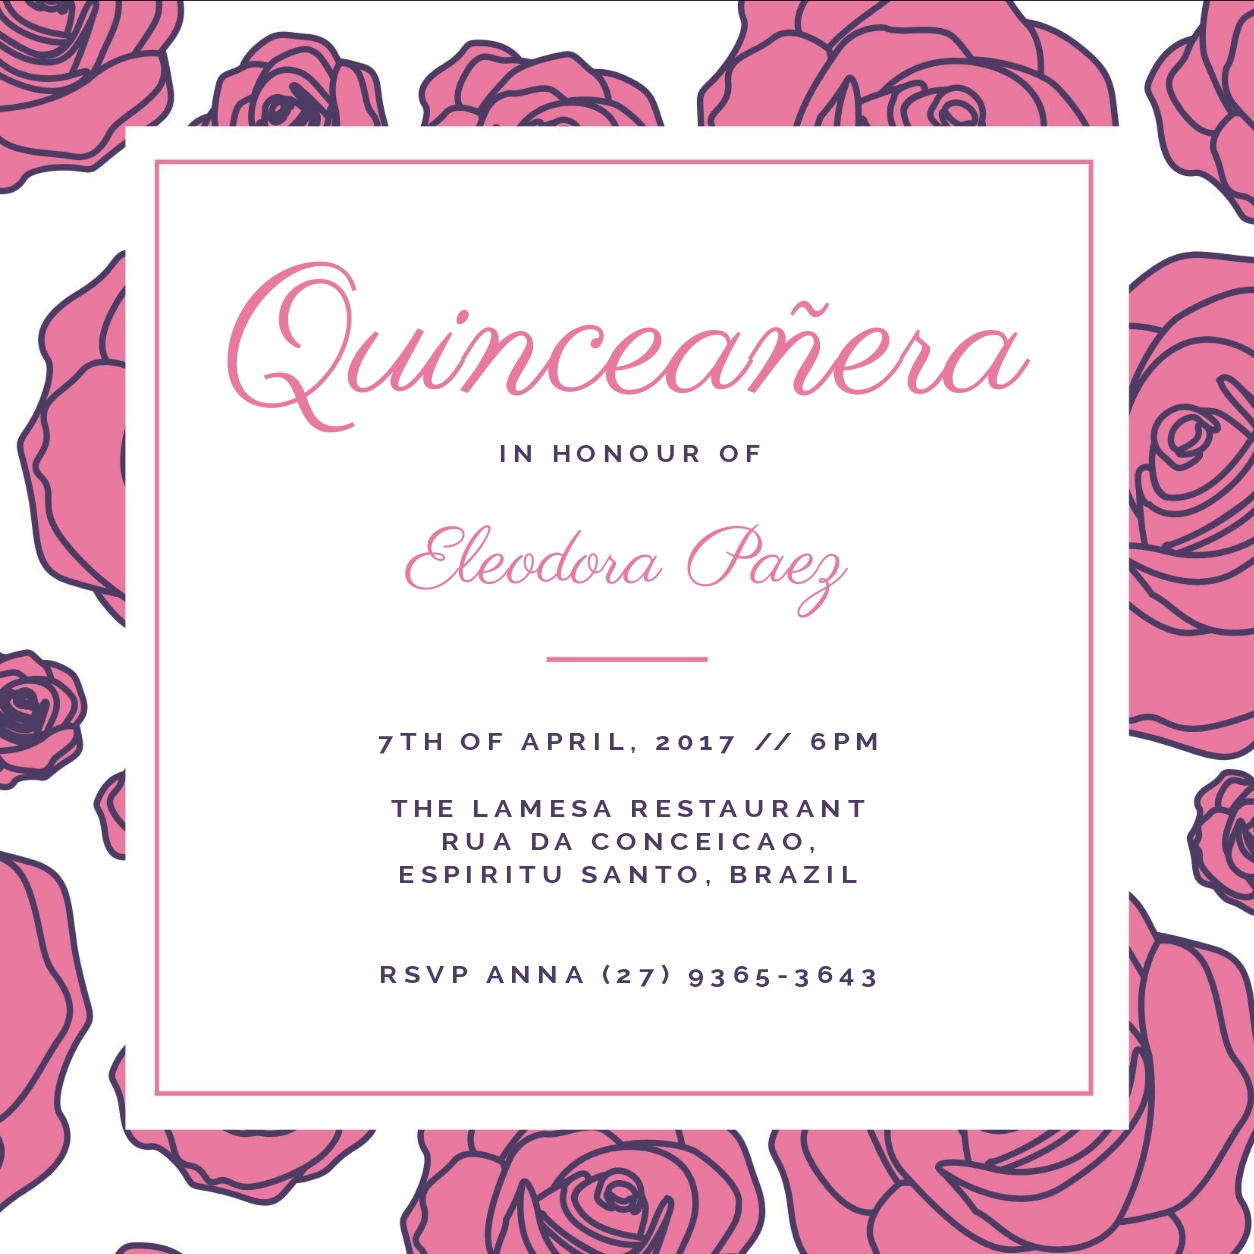 Quinceañera
IN HONOUR OF
Eleodora Paez
7TH OF APRIL, 2017 // 6PM
THE LAMESA RESTAURANT
RUA DA CONCEICAO,
ESPIRITU SANTO, BRAZIL
RSVP ANNA (27) 9365-3643